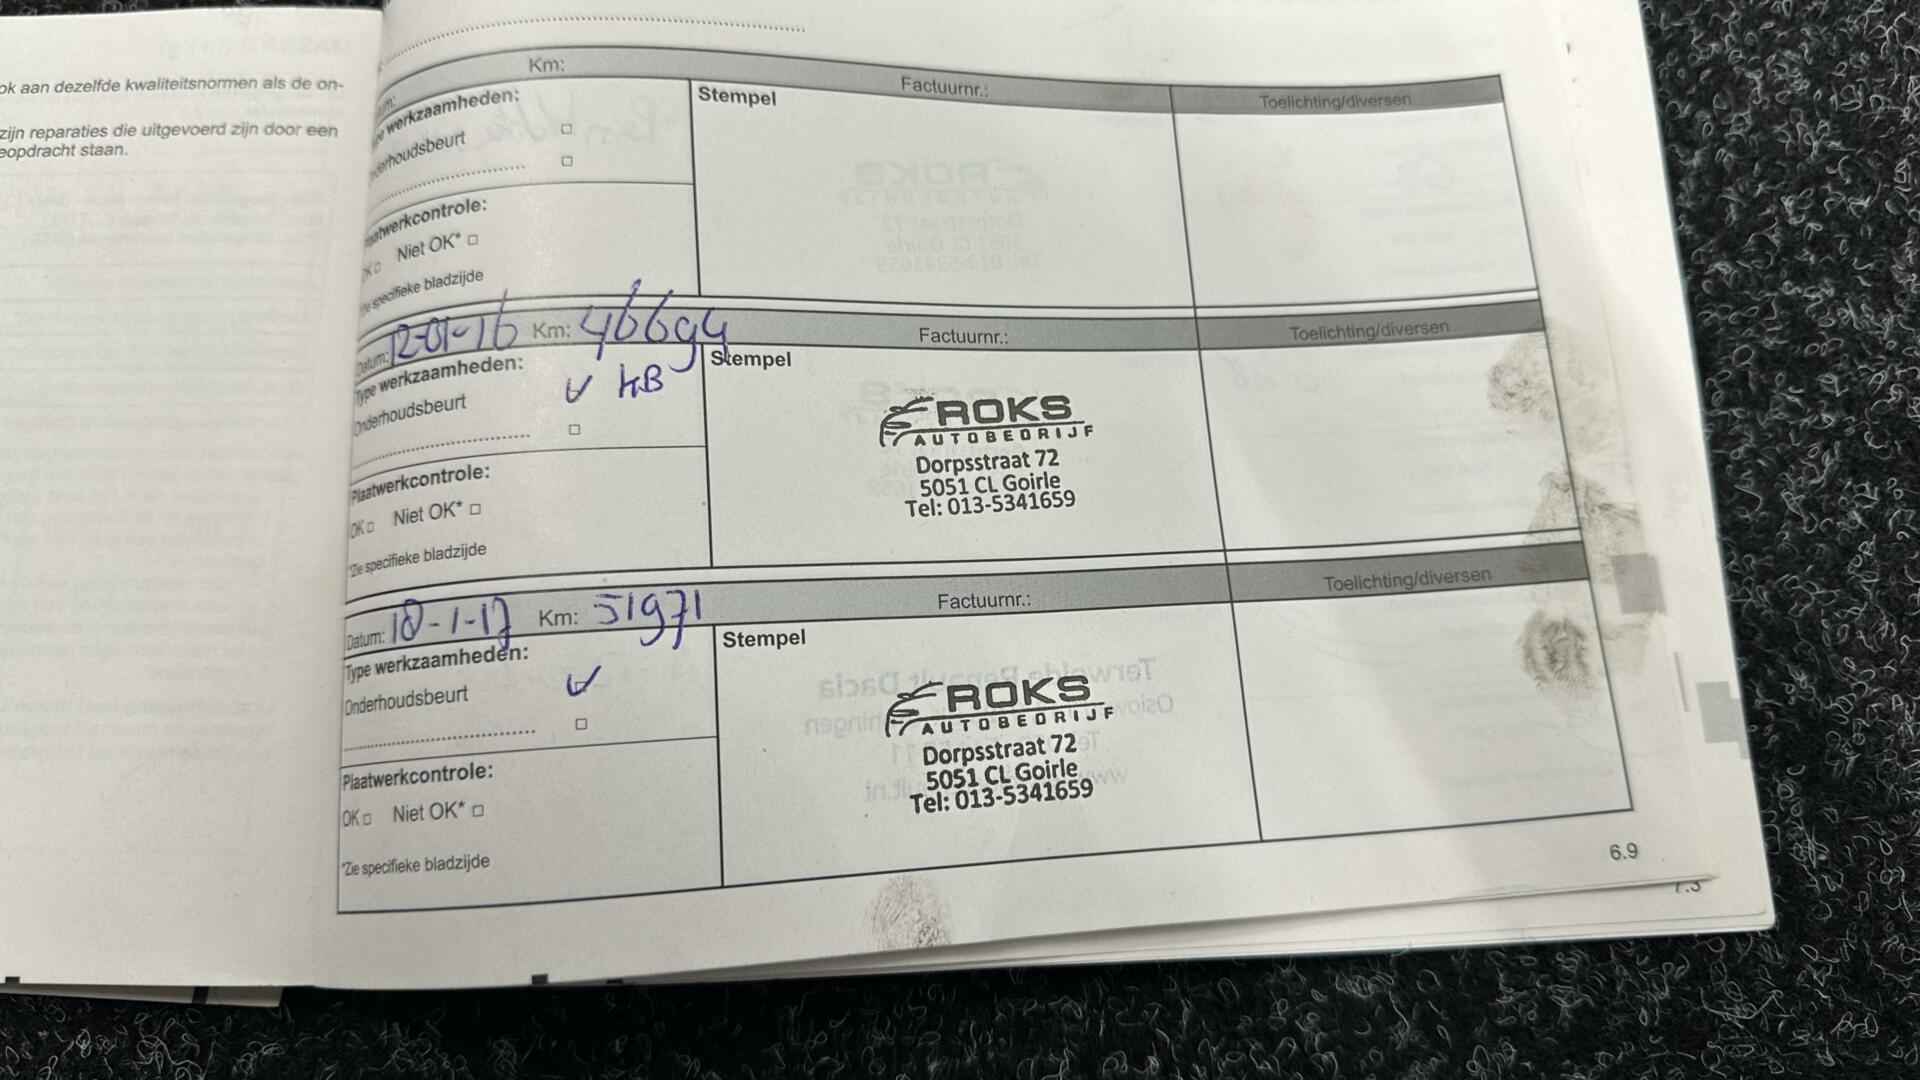 ok aan dezelfde kwaliteitsnormen als de on-
zijn reparaties die uitgevoerd zijn door een
eopdracht staan.
Km: Factuurnr.: Toelichting/diversen
werkzaamheden: Stempel
Niet OK*
specifieke bladzijde
Datum: 12-01-16 Km: 46694 Factuurnr.: Toelichting/diversen
Type werkzaamheden: Stempel
Onderhoudsbeurt
ROKS
AUTOBEDRIJF
Dorpsstraat 72
5051 CL Goirle
Tel: 013-5341659
Plaatwerkcontrole:
OK Niet OK*
*Zie specifieke bladzijde
Datum: 18-1-17 Km: 51971 Factuurnr.: Toelichting/diversen
Type werkzaamheden: Stempel
Onderhoudsbeurt
ROKS
AUTOBEDRIJF
Dorpsstraat 72
5051 CL Goirle
Tel: 013-5341659
Plaatwerkcontrole:
OK Niet OK*
*Zie specifieke bladzijde
6.9